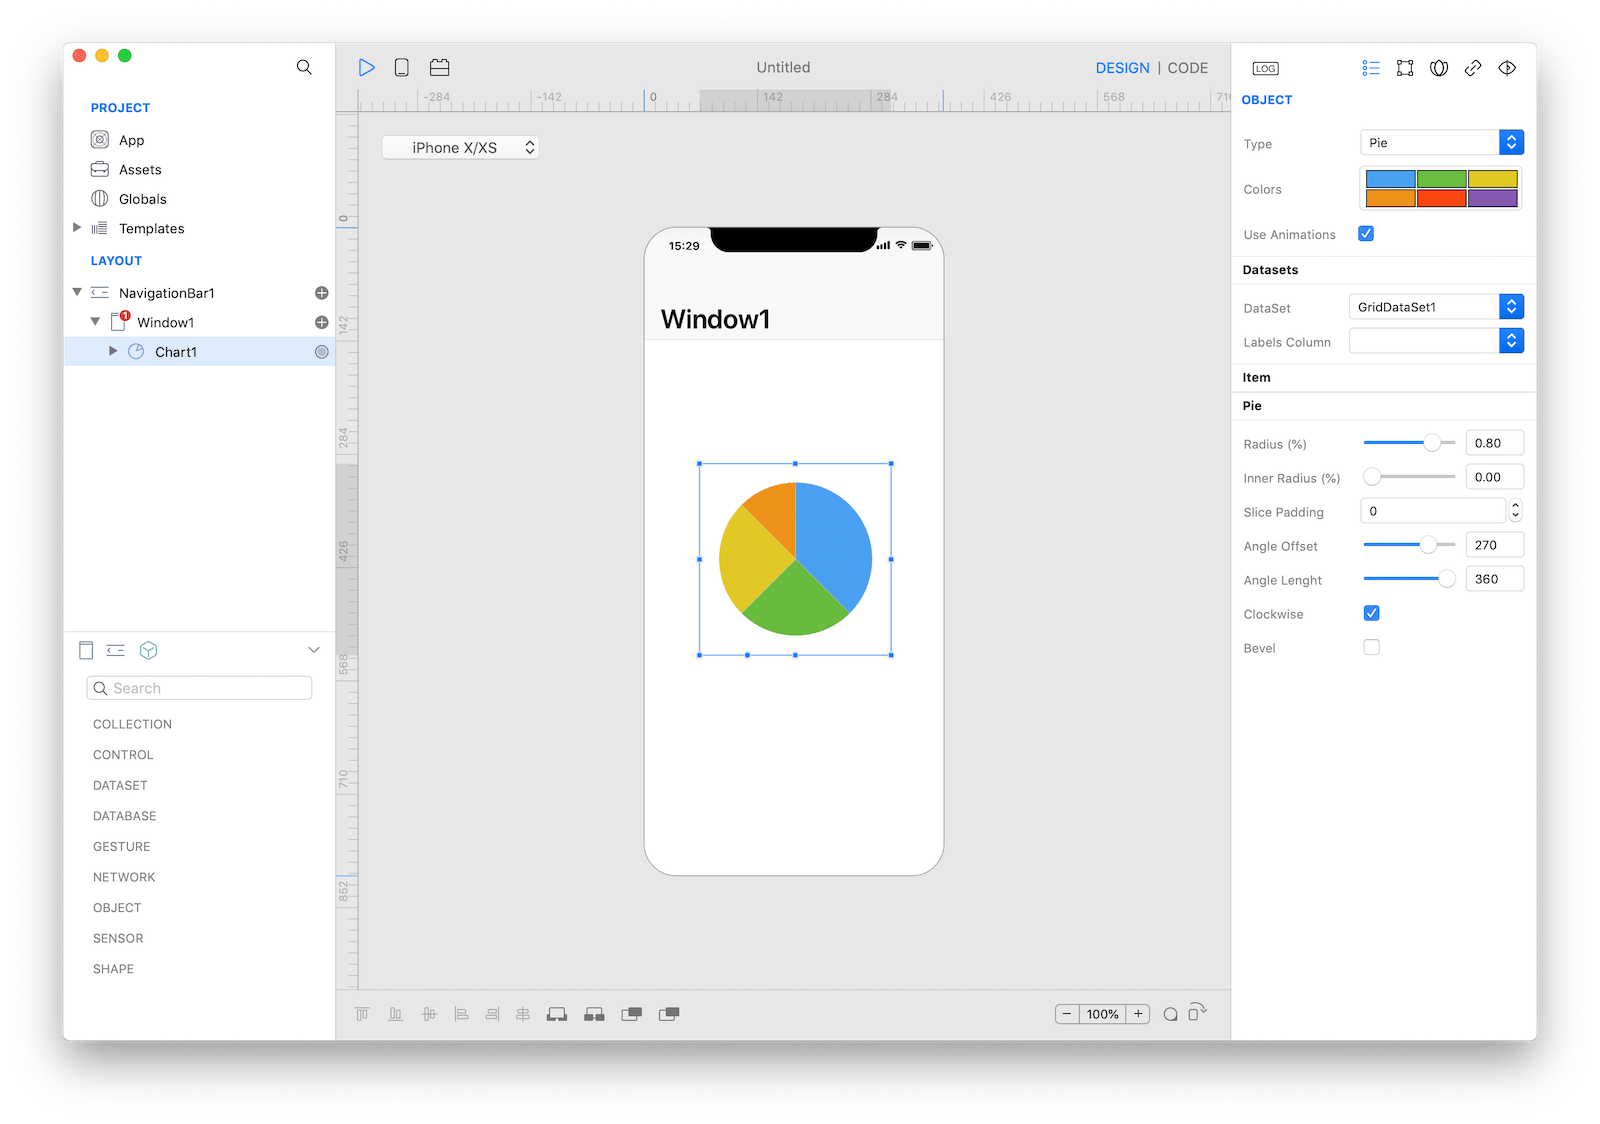 PROJECT
App
Assets
Globals
Templates
LAYOUT
NavigationBar1
1
Window1
Chart1
Search
COLLECTION
CONTROL
DATASET
DATABASE
GESTURE
NETWORK
OBJECT
SENSOR
SHAPE
Untitled
DESIGN | CODE
-284 -142 0 142 284 426 568 710
iPhone X/XS
0
142
284
426
568
710
852
15:29
Window1
100%
LOG
OBJECT
Type Pie
Colors
Use Animations
Datasets
DataSet GridDataSet1
Labels Column
Item
Pie
Radius (%) 0.80
Inner Radius (%) 0.00
Slice Padding 0
Angle Offset 270
Angle Lenght 360
Clockwise
Bevel